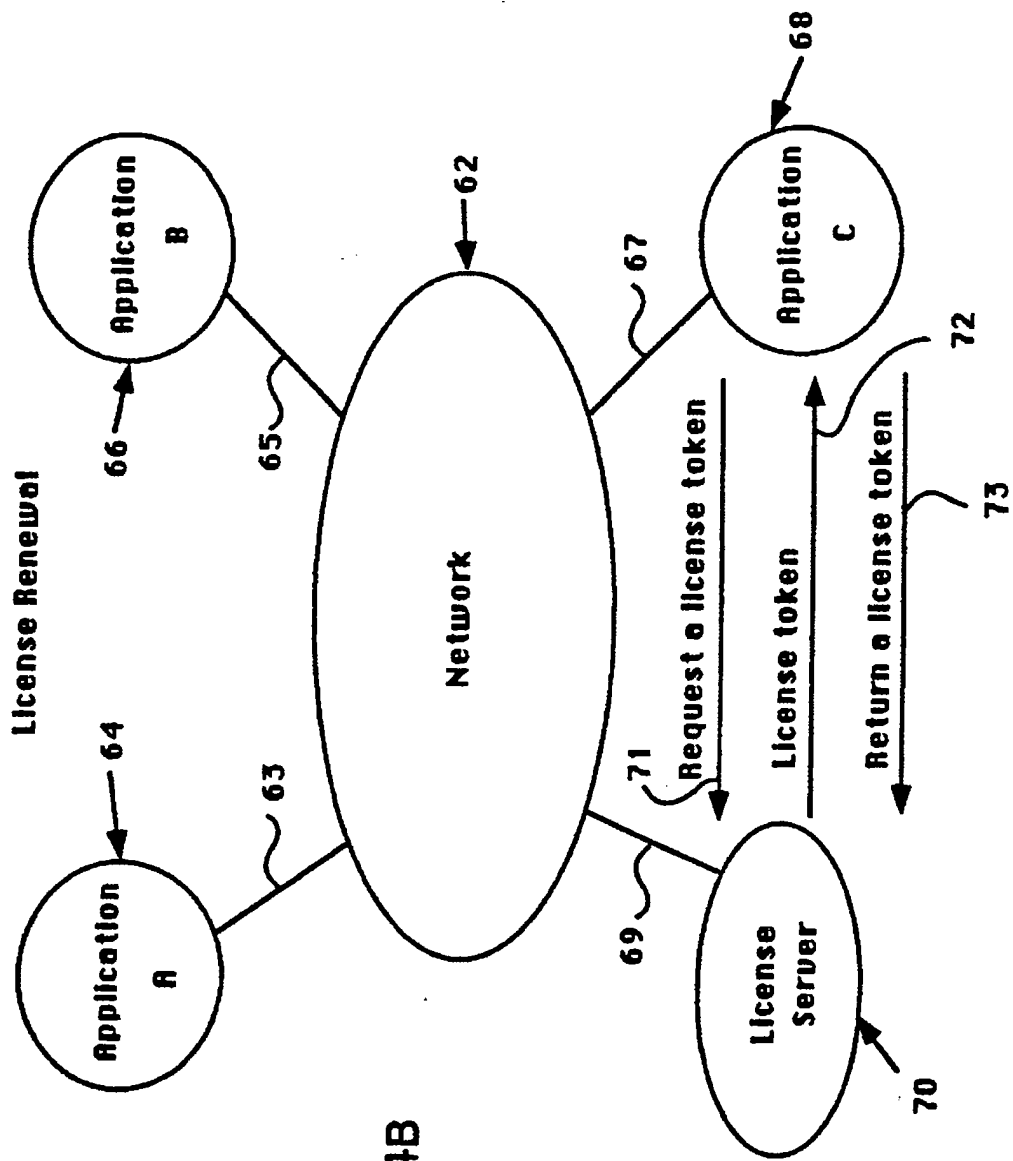 License Renewal
64
66
Application
A
Application
B
63
65
62
Network
69
67
71
Request a license token
License token
Return a license token
License
Server
Application
C
68
70
72
73